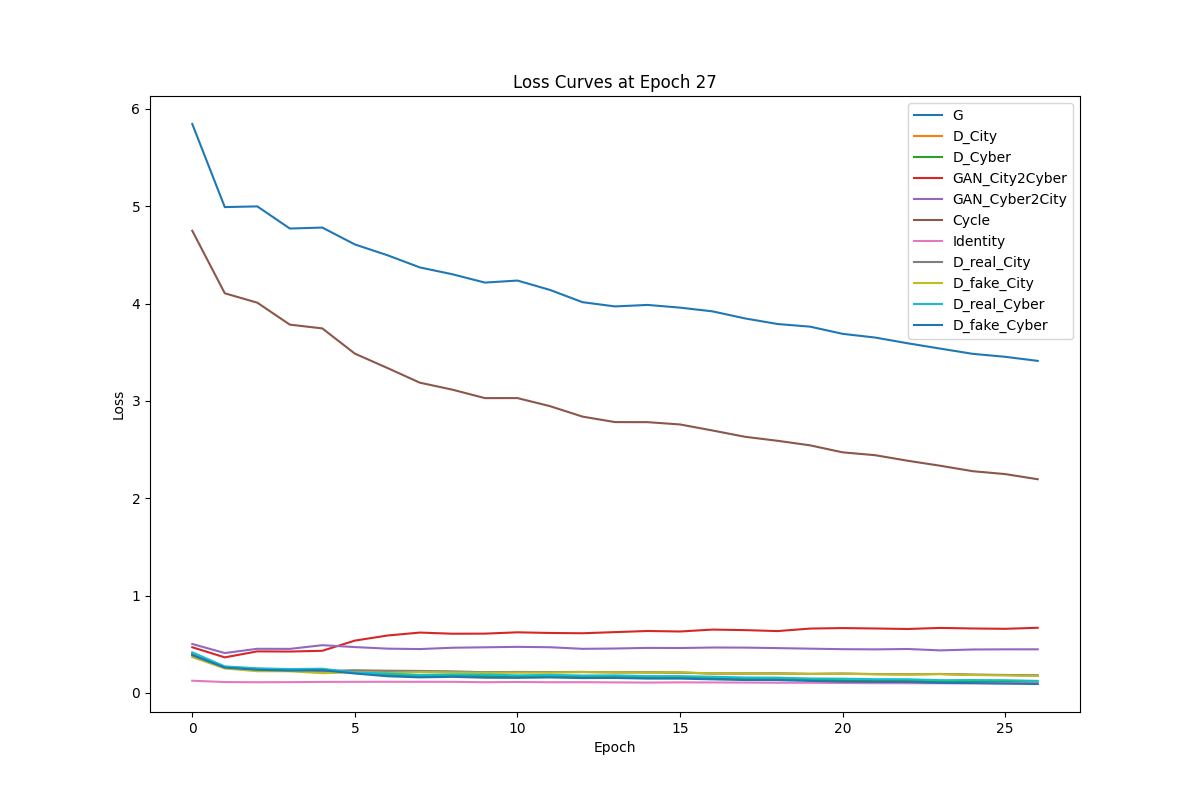 Loss Curves at Epoch 27
Loss
6
5
4
3
2
1
0
G
D_City
D_Cyber
GAN_City2Cyber
GAN_Cyber2City
Cycle
Identity
D_real_City
D_fake_City
D_real_Cyber
D_fake_Cyber
0 5 10 15 20 25
Epoch